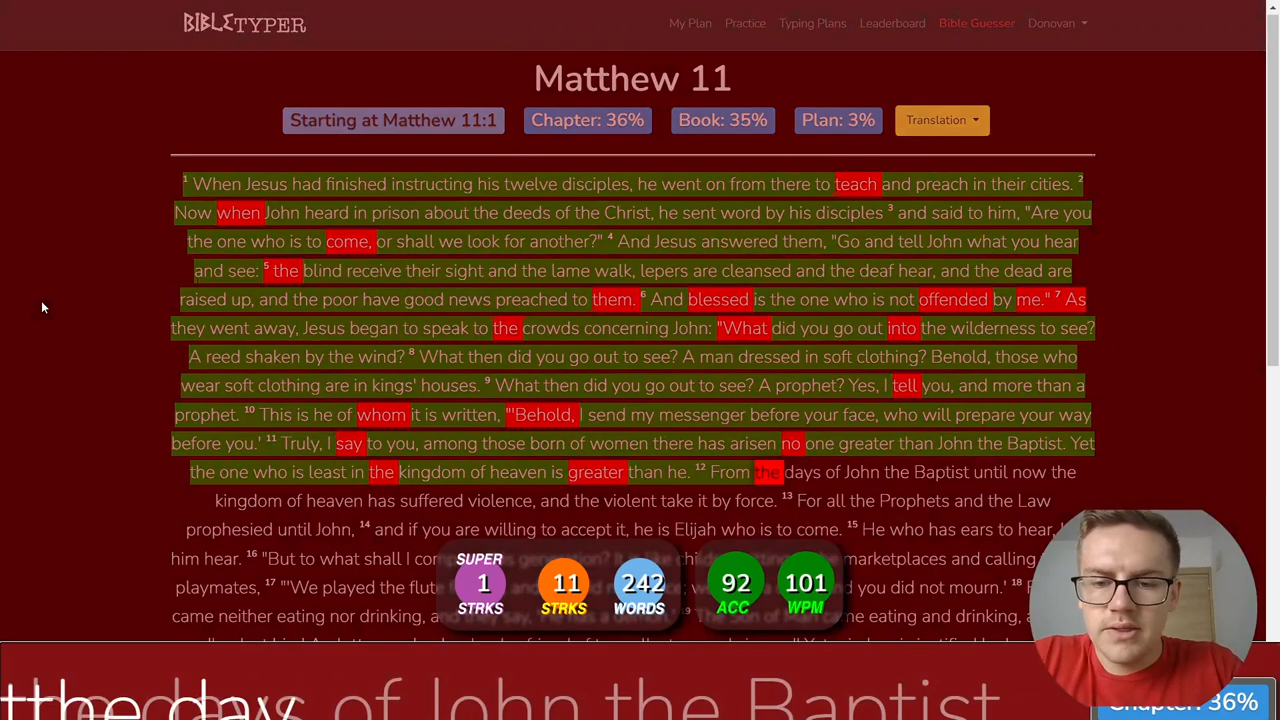 BIBLETYPER
My Plan Practice Typing Plans Leaderboard Bible Guesser Donovan
Matthew 11
Starting at Matthew 11:1 Chapter: 36% Book: 35% Plan: 3% Translation
1 When Jesus had finished instructing his twelve disciples, he went on from there to teach and preach in their cities. 2
Now when John heard in prison about the deeds of the Christ, he sent word by his disciples 3 and said to him, "Are you
the one who is to come, or shall we look for another?" 4 And Jesus answered them, "Go and tell John what you hear
and see: 5 the blind receive their sight and the lame walk, lepers are cleansed and the deaf hear, and the dead are
raised up, and the poor have good news preached to them. 6 And blessed is the one who is not offended by me." 7 As
they went away, Jesus began to speak to the crowds concerning John: "What did you go out into the wilderness to see?
A reed shaken by the wind? 8 What then did you go out to see? A man dressed in soft clothing? Behold, those who
wear soft clothing are in kings' houses. 9 What then did you go out to see? A prophet? Yes, I tell you, and more than a
prophet. 10 This is he of whom it is written, "'Behold, I send my messenger before your face, who will prepare your way
before you.' 11 Truly, I say to you, among those born of women there has arisen no one greater than John the Baptist. Yet
the one who is least in the kingdom of heaven is greater than he. 12 From the days of John the Baptist until now the
kingdom of heaven has suffered violence, and the violent take it by force. 13 For all the Prophets and the Law
prophesied until John, 14 and if you are willing to accept it, he is Elijah who is to come. 15 He who has ears to hear,
him hear. 16 "But to what shall I marketplaces and calling
playmates, 17 "'We played the flute you did not mourn.' 18
came neither eating nor drinking, came eating and drinking,
SUPER
1 11 242 92 101
STRKS STRKS WORDS ACC WPM
the days of John the Baptist
tthe day
Chapter: 36%